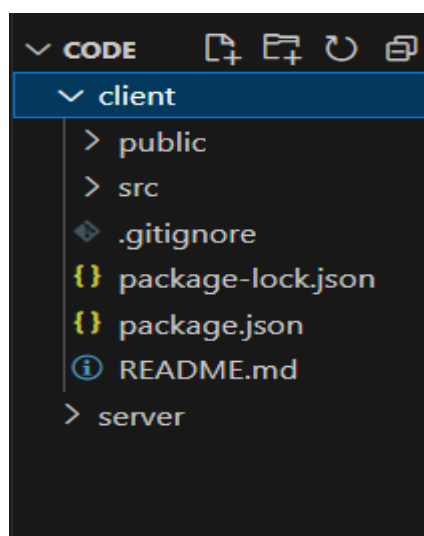 CODE
client
public
src
.gitignore
package-lock.json
package.json
README.md
server